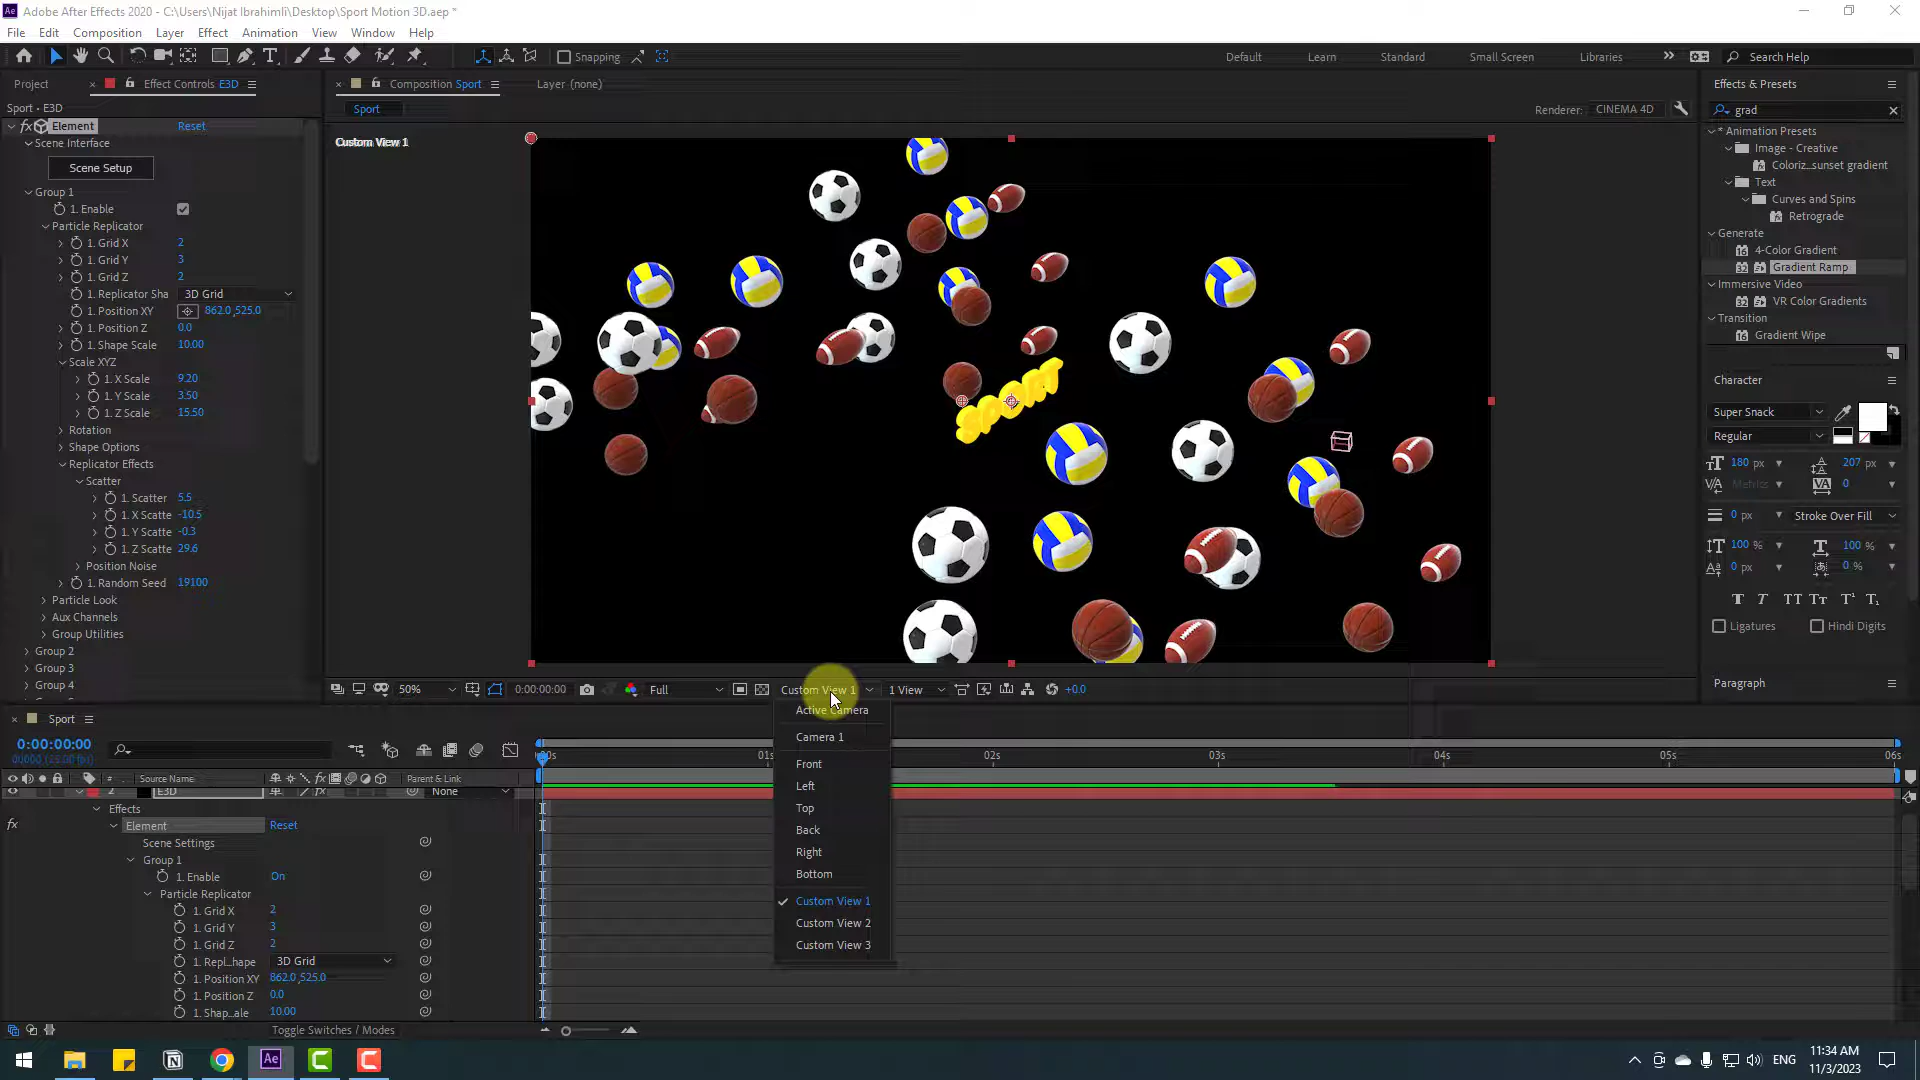 Adobe After Effects 2020 - C:\Users\Nijat Ibrahimli\Desktop\Sport Motion 3D.aep *
File Edit Composition Layer Effect Animation View Window Help
Snapping
Default Learn Standard Small Screen Libraries
Search Help
Project
Effect Controls E3D
Sport • E3D
fx Element Reset
Scene Interface
Scene Setup
Group 1
1. Enable
Particle Replicator
1. Grid X 2
1. Grid Y 3
1. Grid Z 2
1. Replicator Sha 3D Grid
1. Position XY 862.0,525.0
1. Position Z 0.0
1. Shape Scale 10.00
Scale XYZ
1. X Scale 9.20
1. Y Scale 3.50
1. Z Scale 15.50
Rotation
Shape Options
Replicator Effects
Scatter
1. Scatter 5.5
1. X Scatte -10.5
1. Y Scatte -0.3
1. Z Scatte 29.6
Position Noise
1. Random Seed 19100
Particle Look
Aux Channels
Group Utilities
Group 2
Group 3
Group 4
Composition Sport
Layer (none)
Sport
Renderer: CINEMA 4D
Custom View 1
SPORT
50%
0:00:00:00
Full
Custom View 1
1 View
+0.0
Active Camera
Camera 1
Front
Left
Top
Back
Right
Bottom
Custom View 1
Custom View 2
Custom View 3
Effects & Presets
grad
* Animation Presets
Image - Creative
Coloriz...sunset gradient
Text
Curves and Spins
Retrograde
Generate
4-Color Gradient
Gradient Ramp
Immersive Video
VR Color Gradients
Transition
Gradient Wipe
Character
Super Snack
Regular
180 px
207 px
Metrics
0
0 px
Stroke Over Fill
100 %
100 %
0 px
0 %
Ligatures
Hindi Digits
Paragraph
Sport
0:00:00:00
00000 (25.00 fps)
:00s 01s 02s 03s 04s 05s 06s
# Source Name Parent & Link
2 E3D None
Effects
fx Element Reset
Scene Settings
Group 1
1. Enable On
Particle Replicator
1. Grid X 2
1. Grid Y 3
1. Grid Z 2
1. Repl...hape 3D Grid
1. Position XY 862.0,525.0
1. Position Z 0.0
1. Shap...ale 10.00
Toggle Switches / Modes
Ae
ENG
11:34 AM
11/3/2023